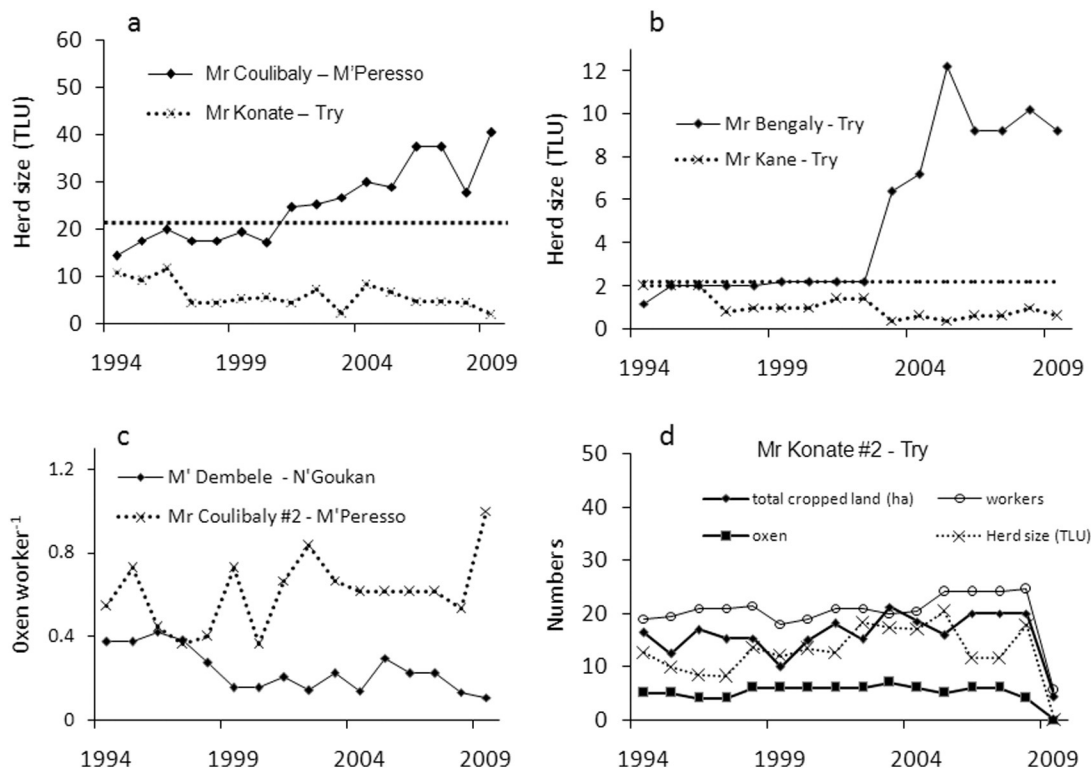 a
60
50
40
30
20
10
0
Herd size (TLU)
Mr Coulibaly – M'Peresso
Mr Konate – Try
1994 1999 2004 2009
b
12
10
8
6
4
2
0
Herd size (TLU)
Mr Bengaly - Try
Mr Kane - Try
1994 1999 2004 2009
c
1.2
0.8
0.4
0
Oxen worker-1
M' Dembele - N'Goukan
Mr Coulibaly #2 - M'Peresso
1994 1999 2004 2009
d
Mr Konate #2 - Try
50
40
30
20
10
0
Numbers
total cropped land (ha) workers
oxen Herd size (TLU)
1994 1999 2004 2009